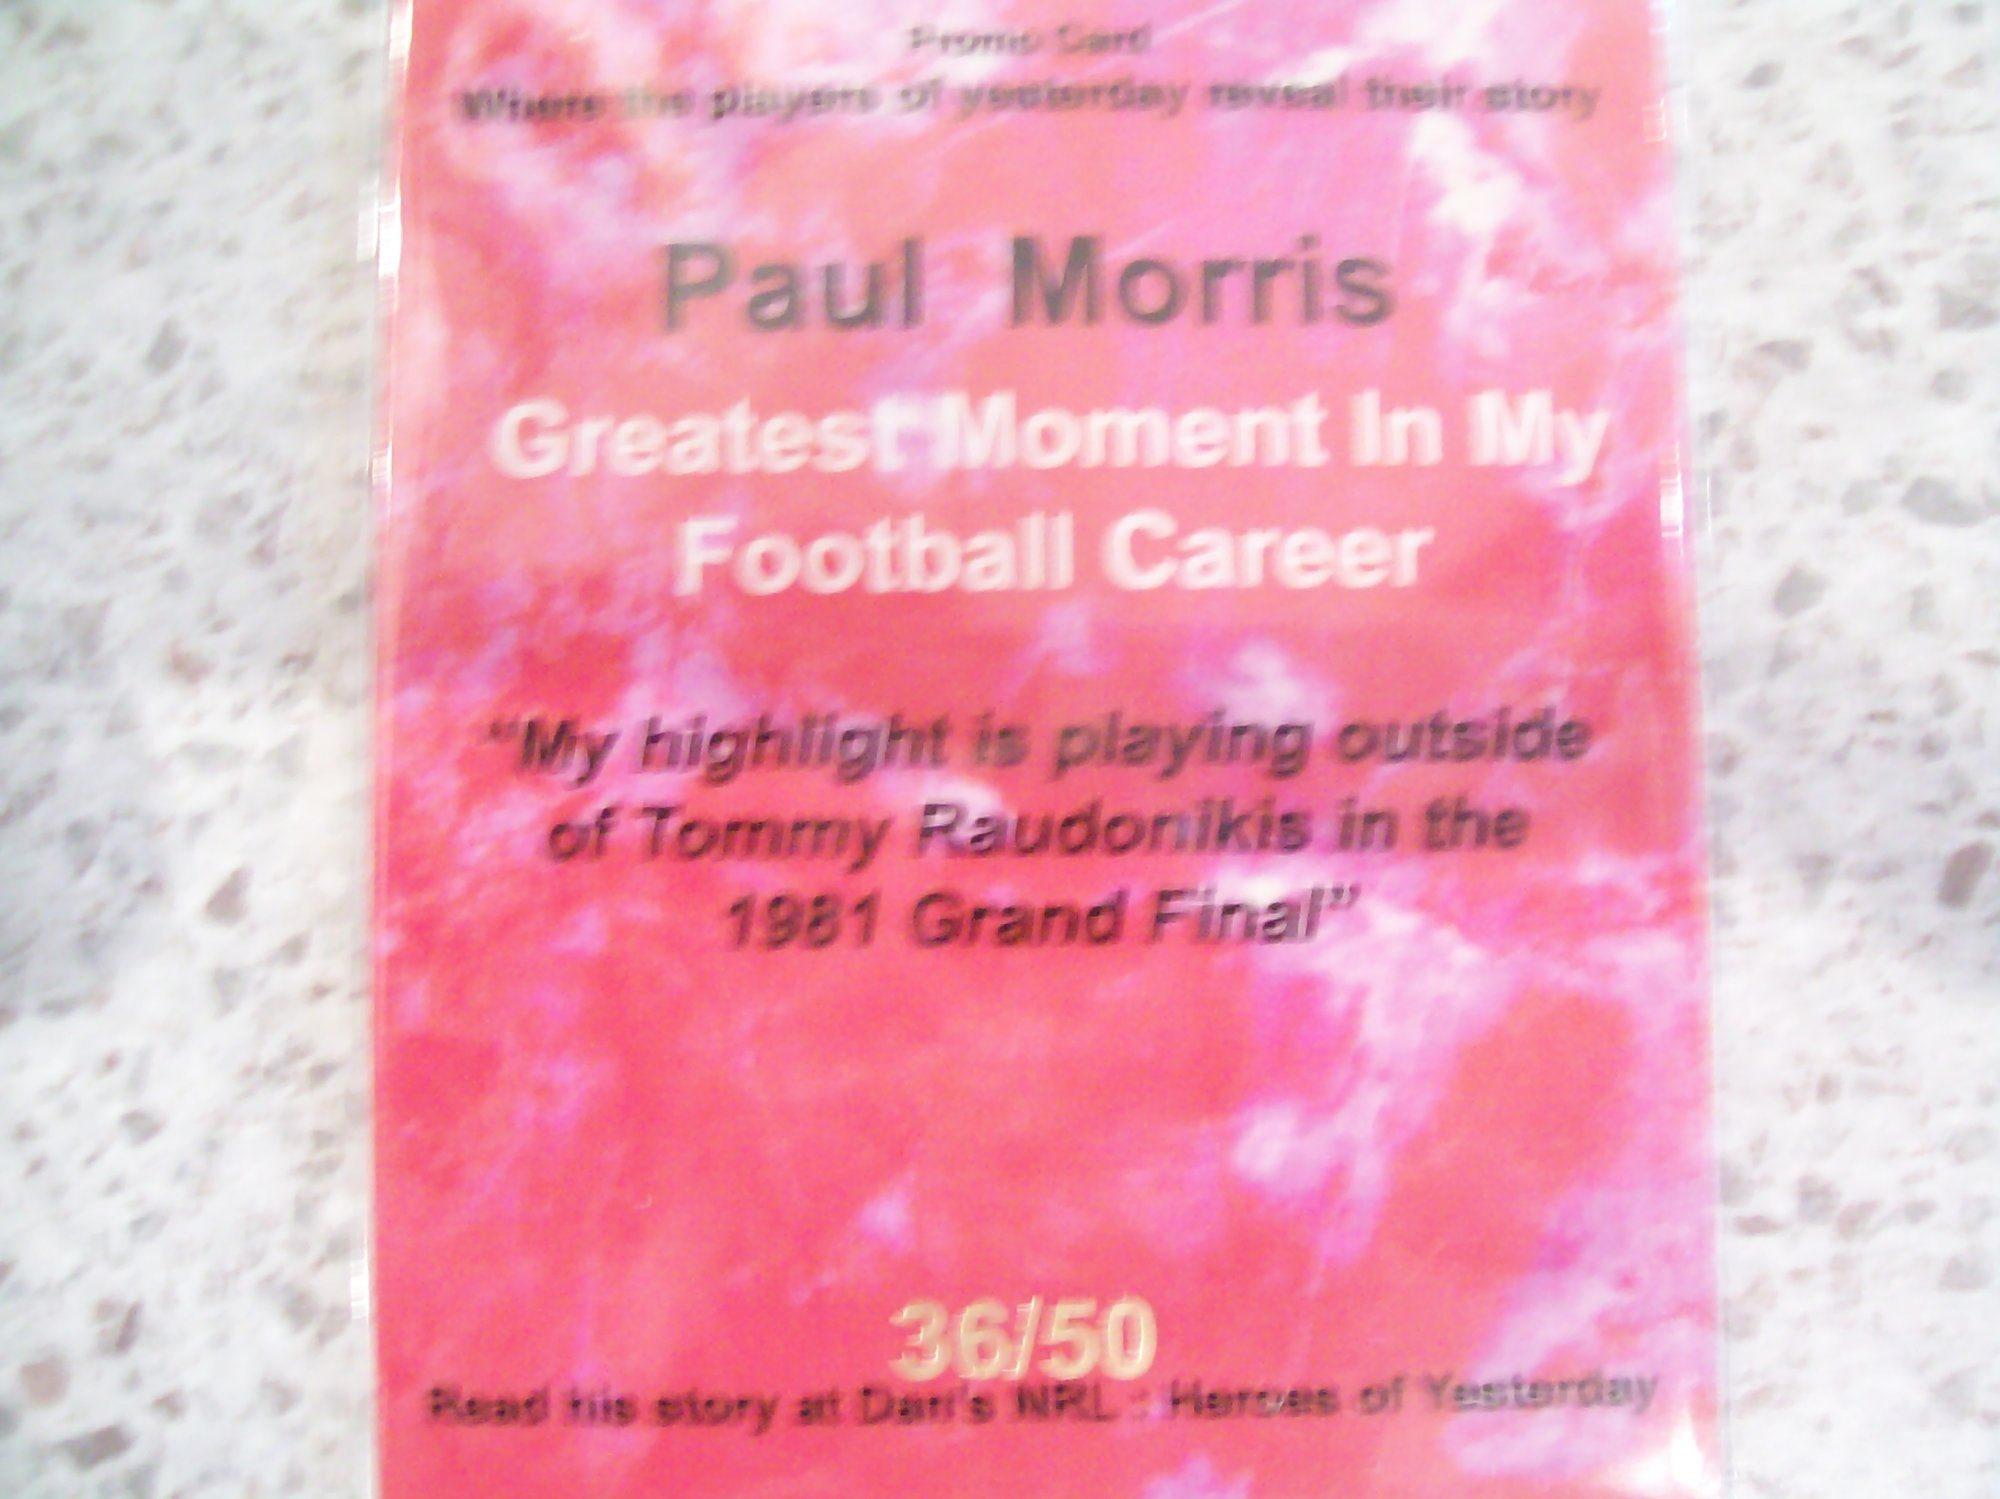 Promo Card
Where the players of yesterday reveal their story
Paul Morris
Greatest Moment In My
Football Career
“My highlight is playing outside
of Tommy Raudonikis in the
1981 Grand Final”
36/50
Read his story at Dan's NRL : Heroes of Yesterday